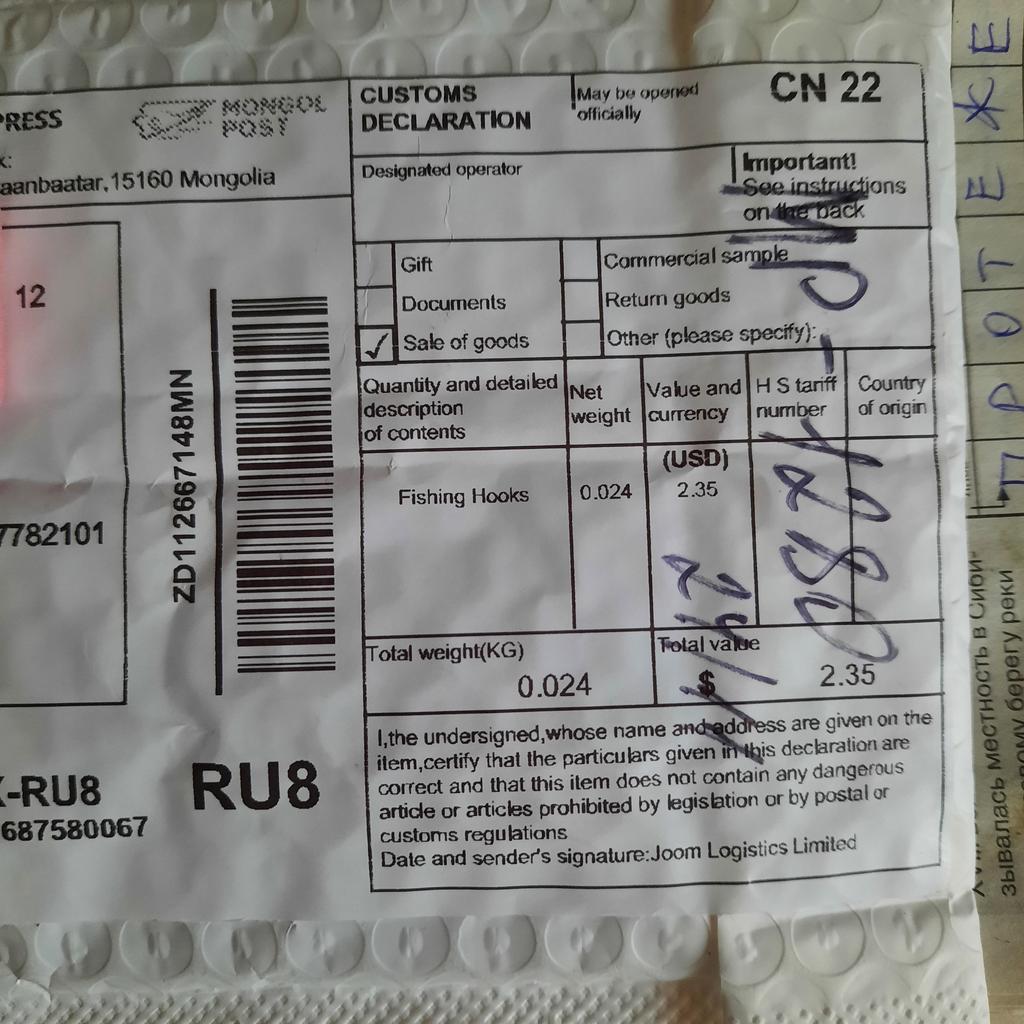 PRESS
MONGOL
POST
aanbaatar,15160 Mongolia
12
7782101
ZD112667148MN
-RU8
687580067
RU8
CUSTOMS
DECLARATION
May be opened
officially
CN 22
Designated operator
Important!
See instructions
on the back
Gift
Commercial sample
Documents
Return goods
Sale of goods
Other (please specify):
Quantity and detailed
description
of contents
Net
weight
Value and
currency
H S tariff
number
Country
of origin
(USD)
Fishing Hooks 0.024 2.35
Total weight(KG)
0.024
Total value
$ 2.35
I,the undersigned,whose name and address are given on the
item,certify that the particulars given in this declaration are
correct and that this item does not contain any dangerous
article or articles prohibited by legislation or by postal or
customs regulations
Date and sender's signature:Joom Logistics Limited
ПРОТЕЖЕ
зывалась местность в Сиби-
берегу реки